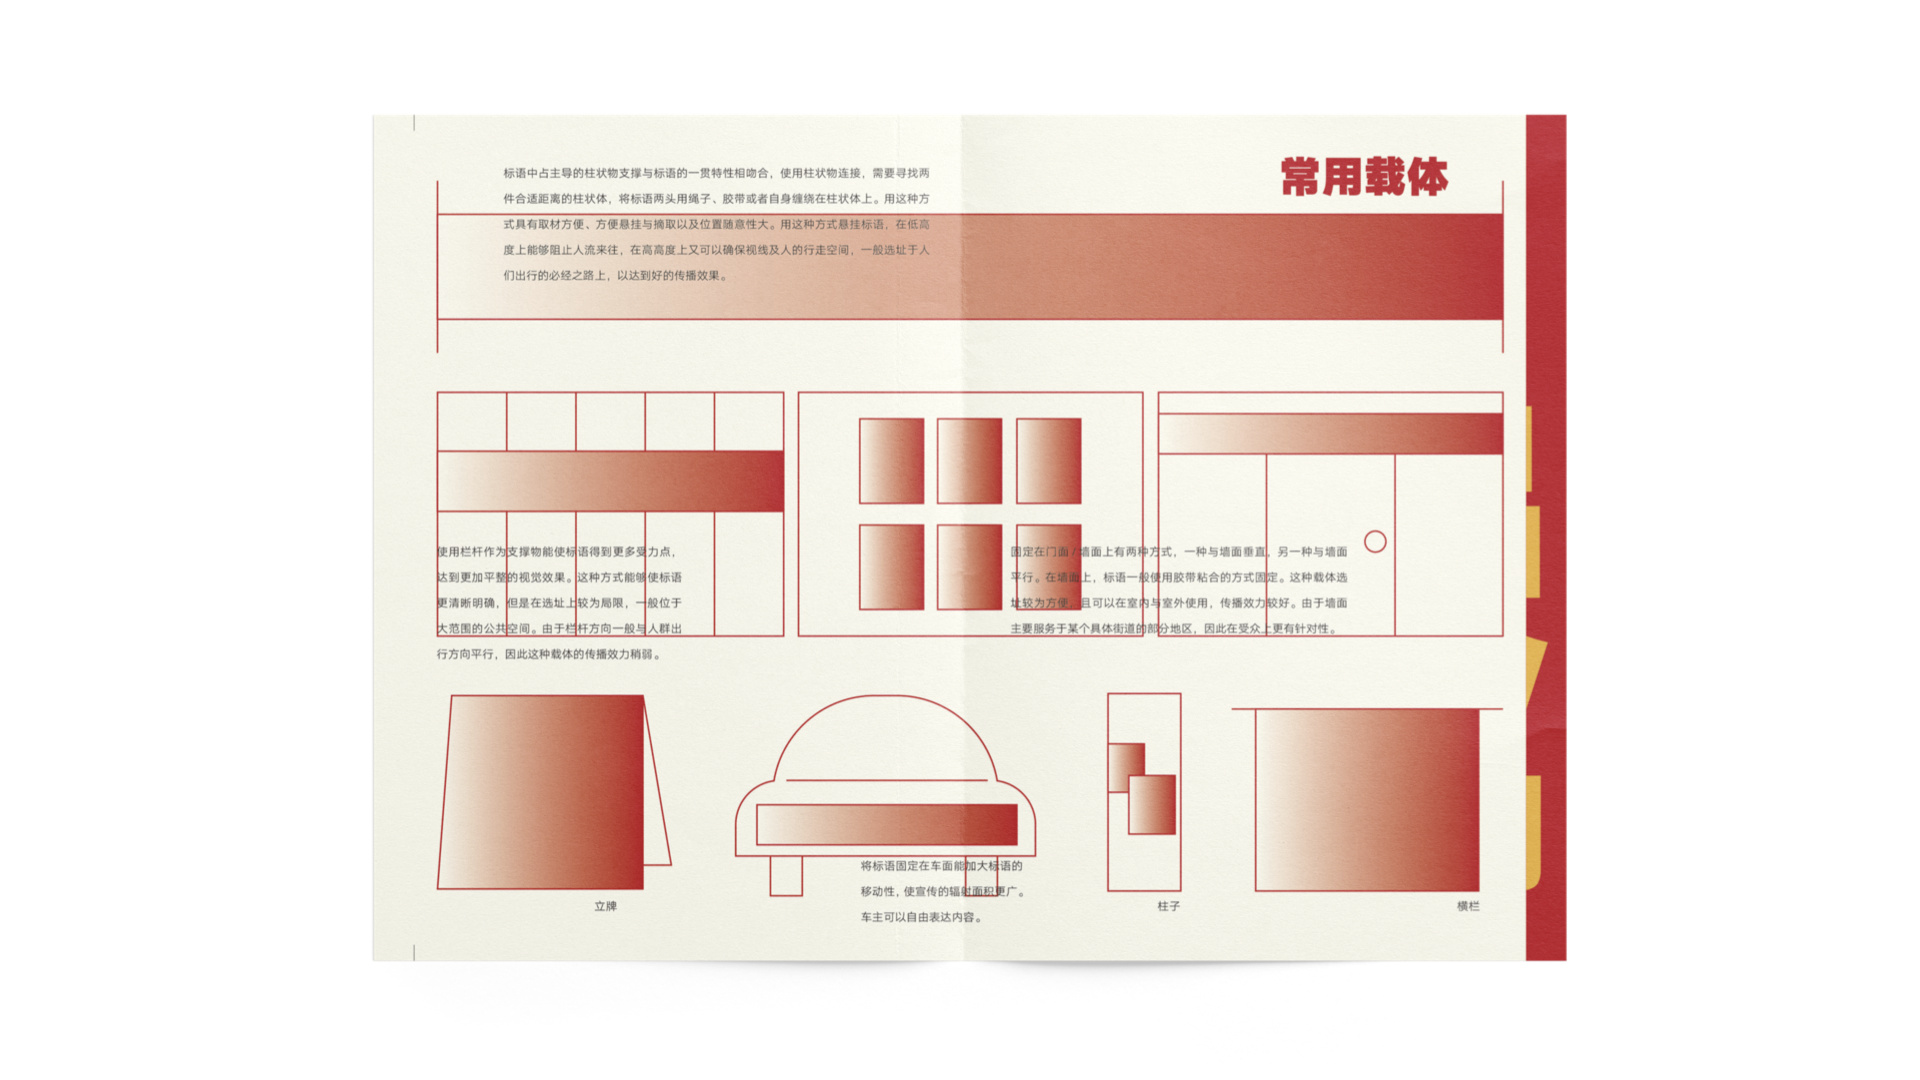 常用载体
标语中占主导的柱状物支撑与标语的一贯特性相吻合，使用柱状物连接，需要寻找两
件合适距离的柱状体，将标语两头用绳子、胶带或者自身缠绕在柱状体上。用这种方
式具有取材方便、方便悬挂与摘取以及位置随意性大。用这种方式悬挂标语，在低高
度上能够阻止人流来往，在高高度上又可以确保视线及人的行走空间，一般选址于人
们出行的必经之路上，以达到好的传播效果。
使用栏杆作为支撑物能使标语得到更多受力点，
达到更加平整的视觉效果。这种方式能够使标语
更清晰明确，但是在选址上较为局限，一般位于
大范围的公共空间。由于栏杆方向一般与人群出
行方向平行，因此这种载体的传播效力稍弱。
固定在门面 / 墙面上有两种方式，一种与墙面垂直，另一种与墙面
平行。在墙面上，标语一般使用胶带粘合的方式固定。这种载体选
址较为方便，且可以在室内与室外使用，传播效力较好。由于墙面
主要服务于某个具体街道的部分地区，因此在受众上更有针对性。
将标语固定在车面能加大标语的
移动性，使宣传的辐射面积更广。
车主可以自由表达内容。
立牌
柱子
横栏